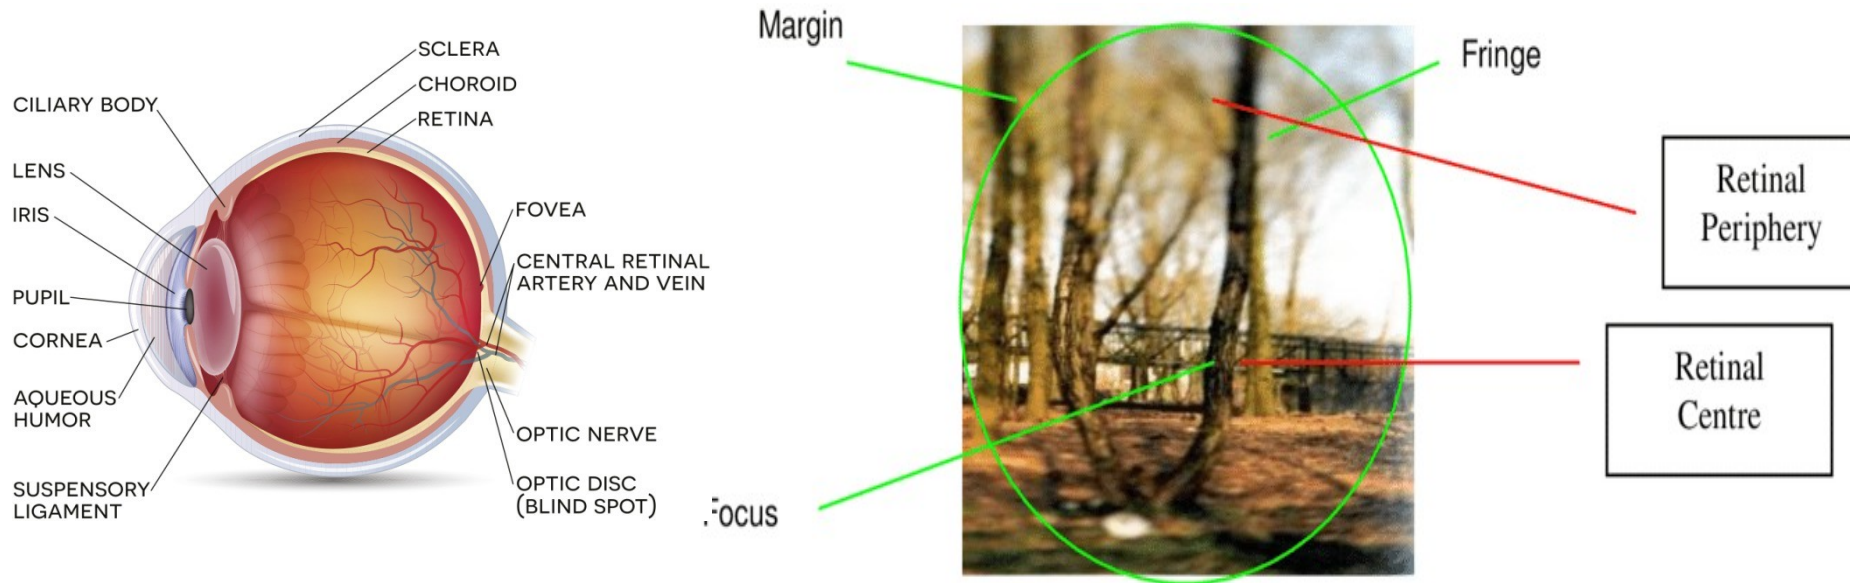 SCLERA
CHOROID
RETINA
CILIARY BODY
LENS
IRIS
PUPIL
CORNEA
AQUEOUS
HUMOR
SUSPENSORY
LIGAMENT
FOVEA
CENTRAL RETINAL
ARTERY AND VEIN
OPTIC NERVE
OPTIC DISC
(BLIND SPOT)
Margin
Fringe
Focus
Retinal
Periphery
Retinal
Centre